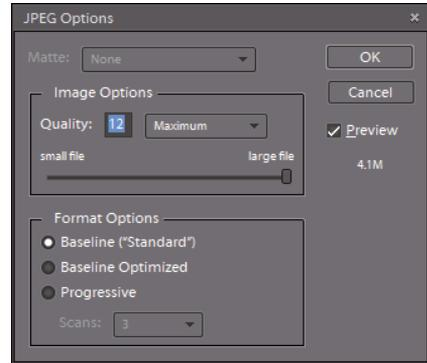 JPEG Options
Matte: None
OK
Image Options
Cancel
Quality: 12 Maximum
Preview
small file large file
4.1M
Format Options
Baseline ("Standard")
Baseline Optimized
Progressive
Scans: 3